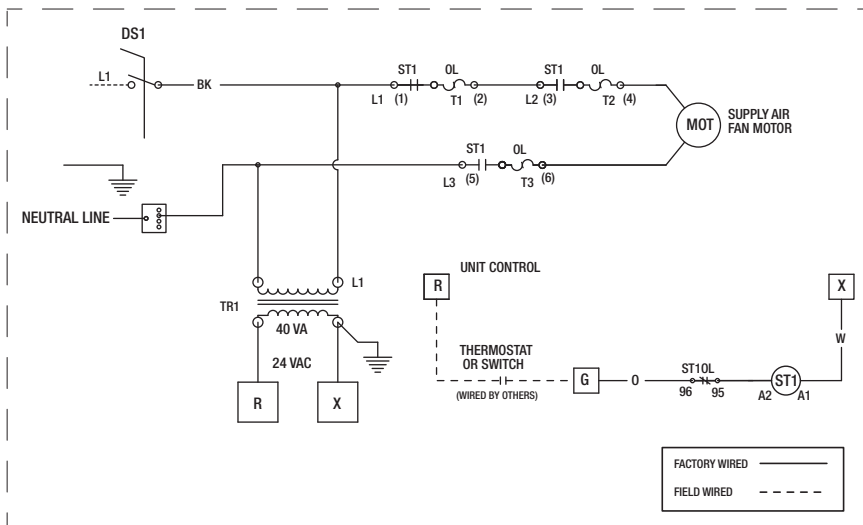 DS1
L1
BK
ST1
OL
L1 (1)
T1 (2)
ST1
OL
L2 (3)
T2 (4)
MOT
SUPPLY AIR
FAN MOTOR
ST1
OL
L3 (5)
T3 (6)
NEUTRAL LINE
L1
TR1
40 VA
24 VAC
R
X
R
UNIT CONTROL
THERMOSTAT
OR SWITCH
(WIRED BY OTHERS)
G
O
ST1OL
96 95
ST1
A2 A1
W
X
FACTORY WIRED
FIELD WIRED